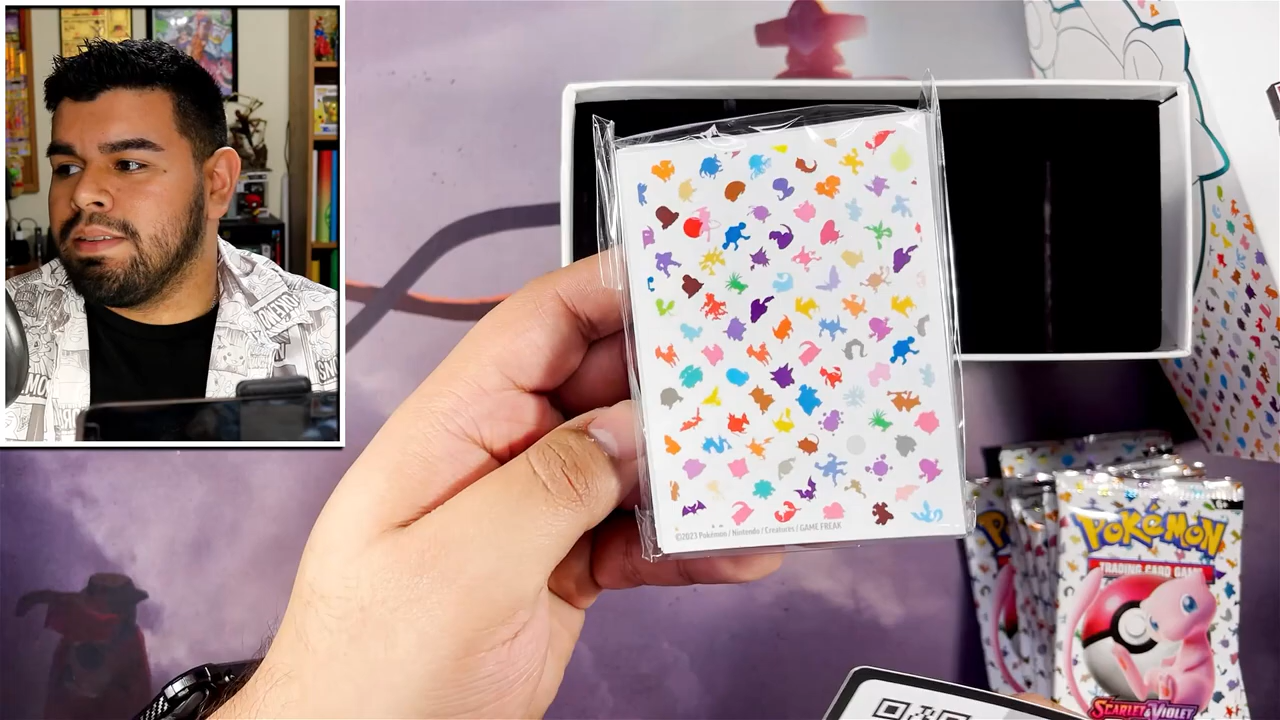 ©2023 Pokémon / Nintendo / Creatures / GAME FREAK
POKÉMON
TRADING CARD GAME
SCARLET & VIOLET